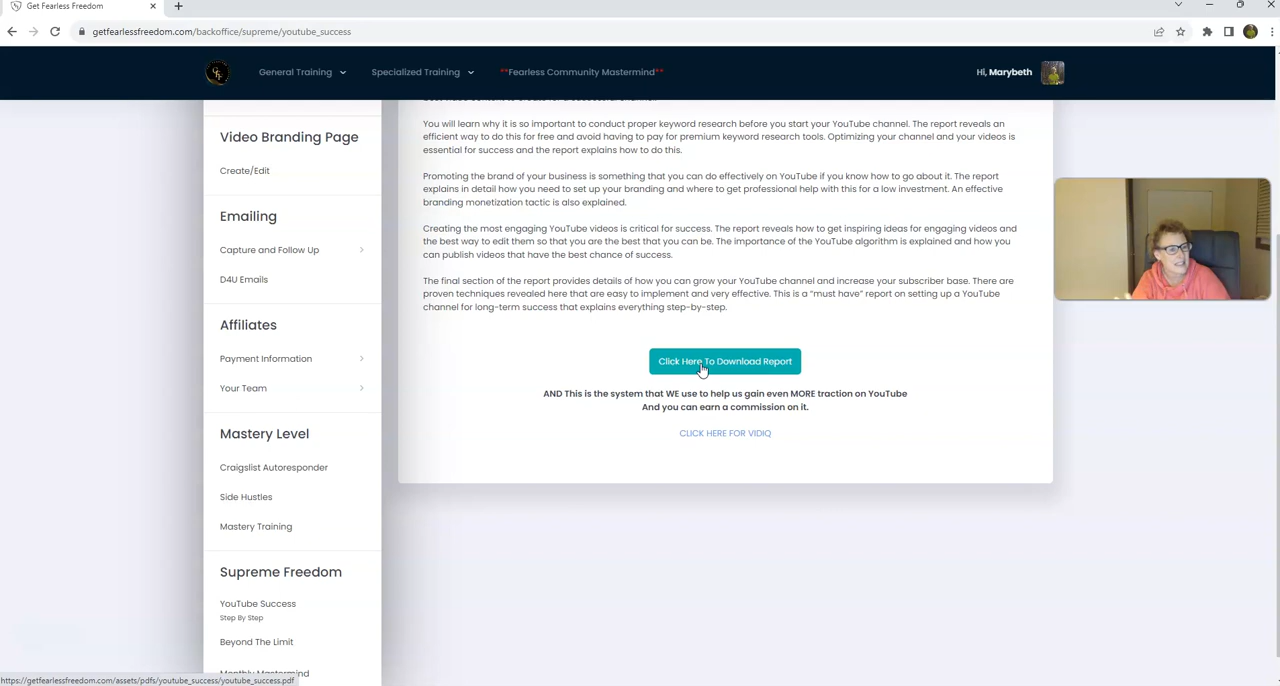 Get Fearless Freedom
getfearlessfreedom.com/backoffice/supreme/youtube_success
General Training
Specialized Training
**Fearless Community Mastermind**
Hi, Marybeth
Video Branding Page
Create/Edit
Emailing
Capture and Follow Up
D4U Emails
Affiliates
Payment Information
Your Team
Mastery Level
Craigslist Autoresponder
Side Hustles
Mastery Training
Supreme Freedom
YouTube Success
Step By Step
Beyond The Limit
Monthly Mastermind
You will learn why it is so important to conduct proper keyword research before you start your YouTube channel. The report reveals an
efficient way to do this for free and avoid having to pay for premium keyword research tools. Optimizing your channel and your videos is
essential for success and the report explains how to do this.
Promoting the brand of your business is something that you can do effectively on YouTube if you know how to go about it. The report
explains in detail how you need to set up your branding and where to get professional help with this for a low investment. An effective
branding monetization tactic is also explained.
Creating the most engaging YouTube videos is critical for success. The report reveals how to get inspiring ideas for engaging videos and
the best way to edit them so that you are the best that you can be. The importance of the YouTube algorithm is explained and how you
can publish videos that have the best chance of success.
The final section of the report provides details of how you can grow your YouTube channel and increase your subscriber base. There are
proven techniques revealed here that are easy to implement and very effective. This is a "must have" report on setting up a YouTube
channel for long-term success that explains everything step-by-step.
Click Here To Download Report
AND This is the system that WE use to help us gain even MORE traction on YouTube
And you can earn a commission on it.
CLICK HERE FOR VIDIQ
https://getfearlessfreedom.com/assets/pdfs/youtube_success/youtube_success.pdf